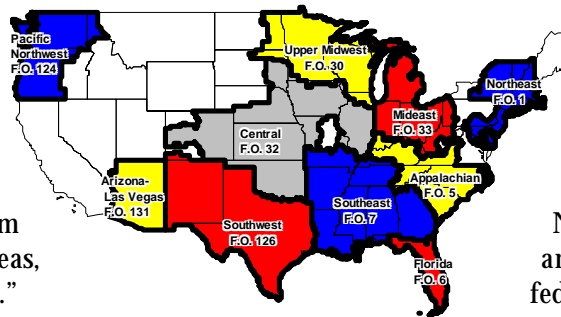 Pacific
Northwest
F.O. 124
Upper Midwest
F.O. 30
Northeast
F.O. 1
Mideast
F.O. 33
Central
F.O. 32
Appalachian
F.O. 5
Arizona-
Las Vegas
F.O. 131
Southeast
F.O. 7
Southwest
F.O. 126
Florida
F.O. 6
m
eas,
.”
N
an
fed